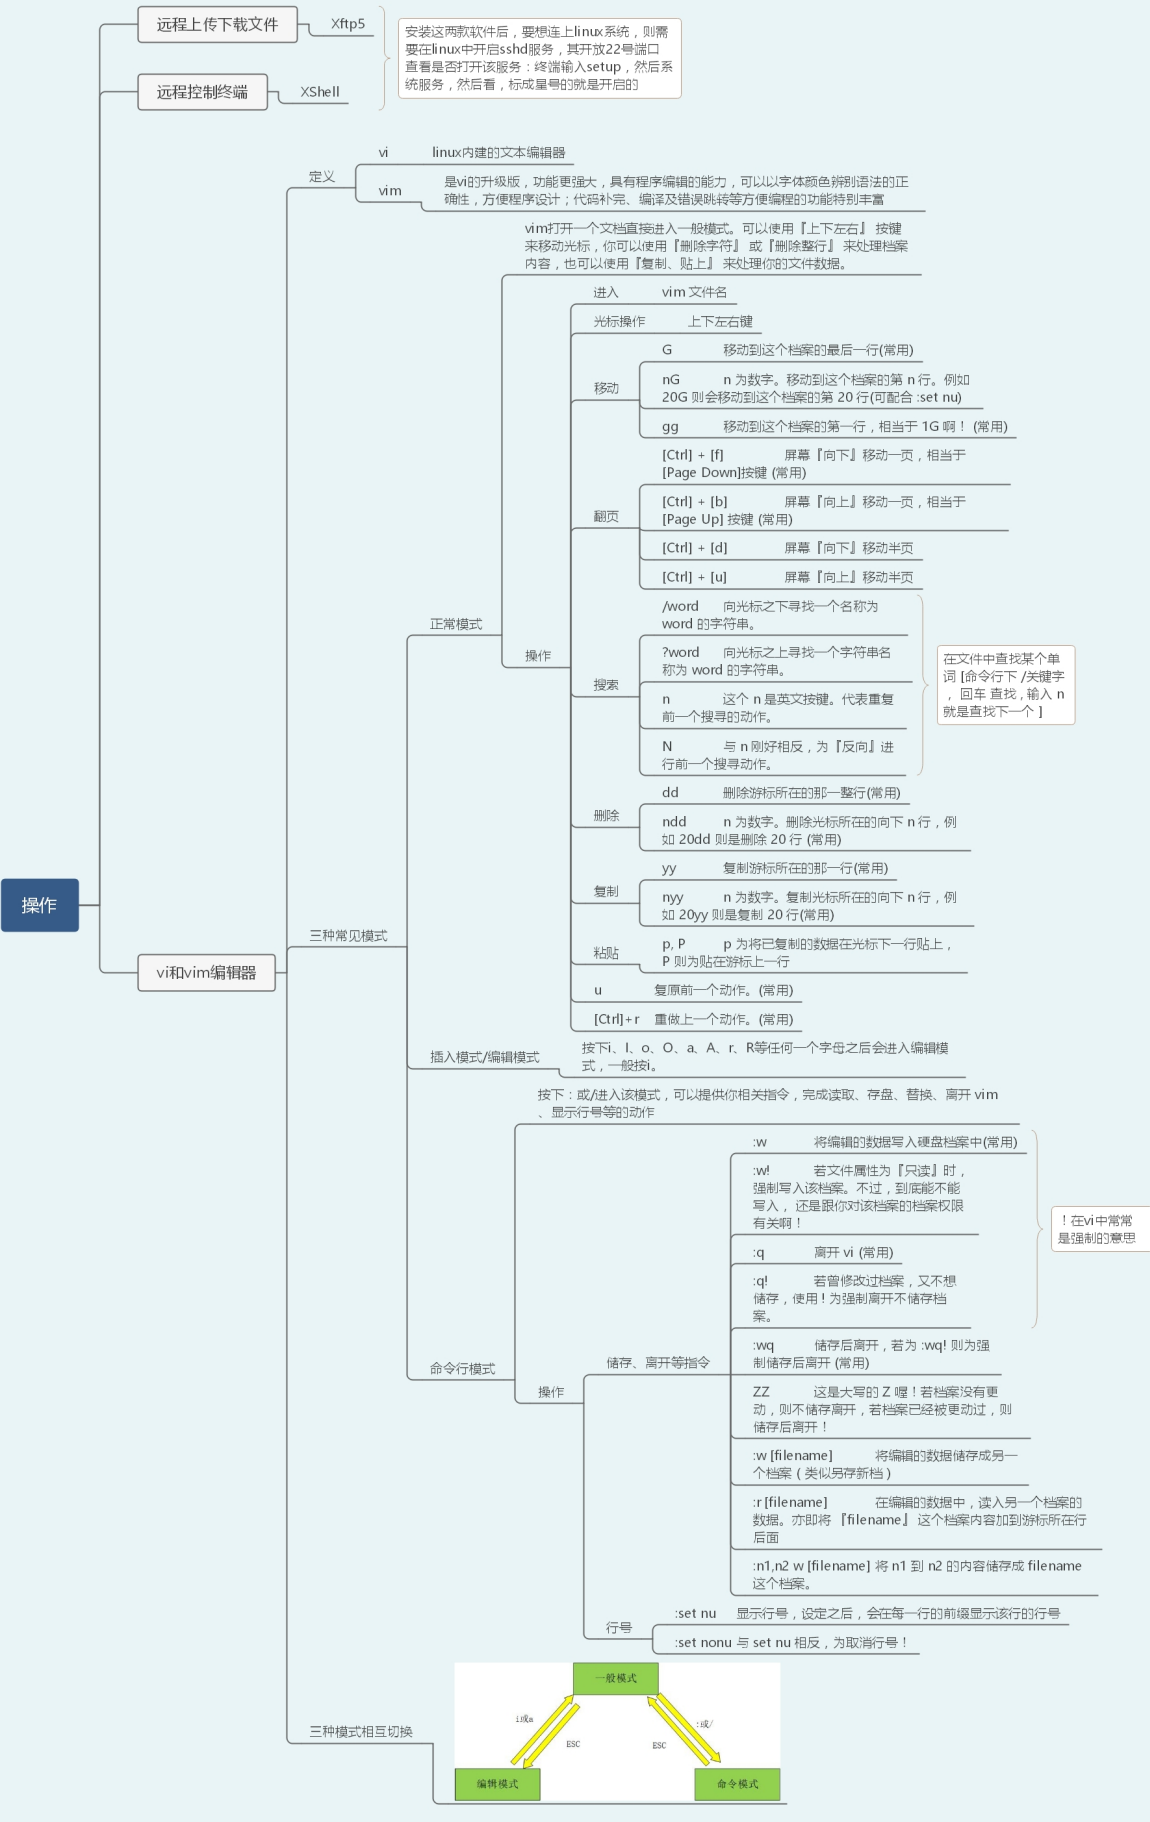 远程上传下载文件
Xftp5
安装这两款软件后，要想连上linux系统，则需
要在linux中开启sshd服务，其开放22号端口
查看是否打开该服务：终端输入setup，然后系
统服务，然后看，标成星号的就是开启的
远程控制终端
XShell
操作
vi和vim编辑器
定义
vi linux内建的文本编辑器
vim
是vi的升级版，功能更强大，具有程序编辑的能力，可以以字体颜色辨别语法的正
确性，方便程序设计；代码补完、编译及错误跳转等方便编程的功能特别丰富
三种常见模式
正常模式
vim打开一个文档直接进入一般模式。可以使用『上下左右』 按键
来移动光标，你可以使用『删除字符』 或『删除整行』 来处理档案
内容，也可以使用『复制、贴上』 来处理你的文件数据。
操作
进入 vim 文件名
光标操作 上下左右键
移动
G 移动到这个档案的最后一行(常用)
nG n 为数字。移动到这个档案的第 n 行。例如
20G 则会移动到这个档案的第 20 行(可配合 :set nu)
gg 移动到这个档案的第一行，相当于 1G 啊！ (常用)
翻页
[Ctrl] + [f] 屏幕『向下』移动一页，相当于
[Page Down]按键 (常用)
[Ctrl] + [b] 屏幕『向上』移动一页，相当于
[Page Up] 按键 (常用)
[Ctrl] + [d] 屏幕『向下』移动半页
[Ctrl] + [u] 屏幕『向上』移动半页
搜索
/word 向光标之下寻找一个名称为
word 的字符串。
?word 向光标之上寻找一个字符串名
称为 word 的字符串。
n 这个 n 是英文按键。代表重复
前一个搜寻的动作。
N 与 n 刚好相反，为『反向』进
行前一个搜寻动作。
在文件中查找某个单
词 [命令行下 /关键字
， 回车 查找 , 输入 n
就是查找下一个 ]
删除
dd 删除游标所在的那一整行(常用)
ndd n 为数字。删除光标所在的向下 n 行，例
如 20dd 则是删除 20 行 (常用)
复制
yy 复制游标所在的那一行(常用)
nyy n 为数字。复制光标所在的向下 n 行，例
如 20yy 则是复制 20 行(常用)
粘贴
p, P p 为将已复制的数据在光标下一行贴上，
P 则为贴在游标上一行
u 复原前一个动作。(常用)
[Ctrl]+r 重做上一个动作。(常用)
插入模式/编辑模式
按下i、I、o、O、a、A、r、R等任何一个字母之后会进入编辑模
式，一般按i。
命令行模式
按下：或/进入该模式，可以提供你相关指令，完成读取、存盘、替换、离开 vim
、显示行号等的动作
操作
储存、离开等指令
:w 将编辑的数据写入硬盘档案中(常用)
:w! 若文件属性为『只读』时，
强制写入该档案。不过，到底能不能
写入， 还是跟你对该档案的档案权限
有关啊！
:q 离开 vi (常用)
:q! 若曾修改过档案，又不想
储存，使用 ! 为强制离开不储存档
案。
！在vi中常常
是强制的意思
:wq 储存后离开，若为 :wq! 则为强
制储存后离开 (常用)
ZZ 这是大写的 Z 喔！若档案没有更
动，则不储存离开，若档案已经被更动过，则
储存后离开！
:w [filename] 将编辑的数据储存成另一
个档案（类似另存新档）
:r [filename] 在编辑的数据中，读入另一个档案的
数据。亦即将 『filename』 这个档案内容加到游标所在行
后面
:n1,n2 w [filename] 将 n1 到 n2 的内容储存成 filename
这个档案。
行号
:set nu 显示行号，设定之后，会在每一行的前缀显示该行的行号
:set nonu 与 set nu 相反，为取消行号！
三种模式相互切换
一般模式
i或a
:或/
ESC
ESC
编辑模式
命令模式